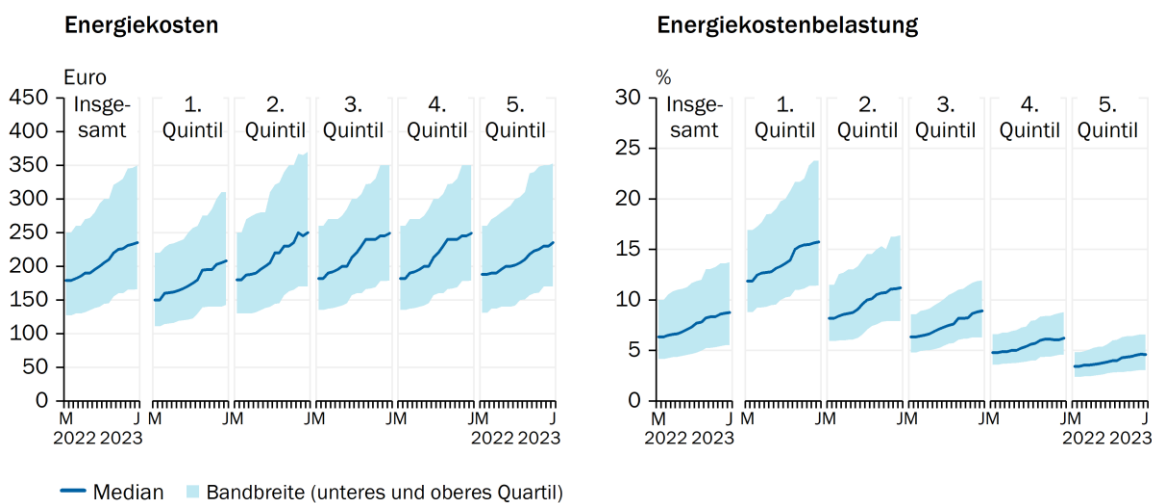 Energiekosten
Euro
450
400
350
300
250
200
150
100
50
0
Insge-
samt
1.
Quintil
2.
Quintil
3.
Quintil
4.
Quintil
5.
Quintil
M J M J M J M J M J M J
2022 2023 2022 2023
Energiekostenbelastung
%
30
25
20
15
10
5
0
Insge-
samt
1.
Quintil
2.
Quintil
3.
Quintil
4.
Quintil
5.
Quintil
M J M J M J M J M J M J
2022 2023 2022 2023
Median Bandbreite (unteres und oberes Quartil)